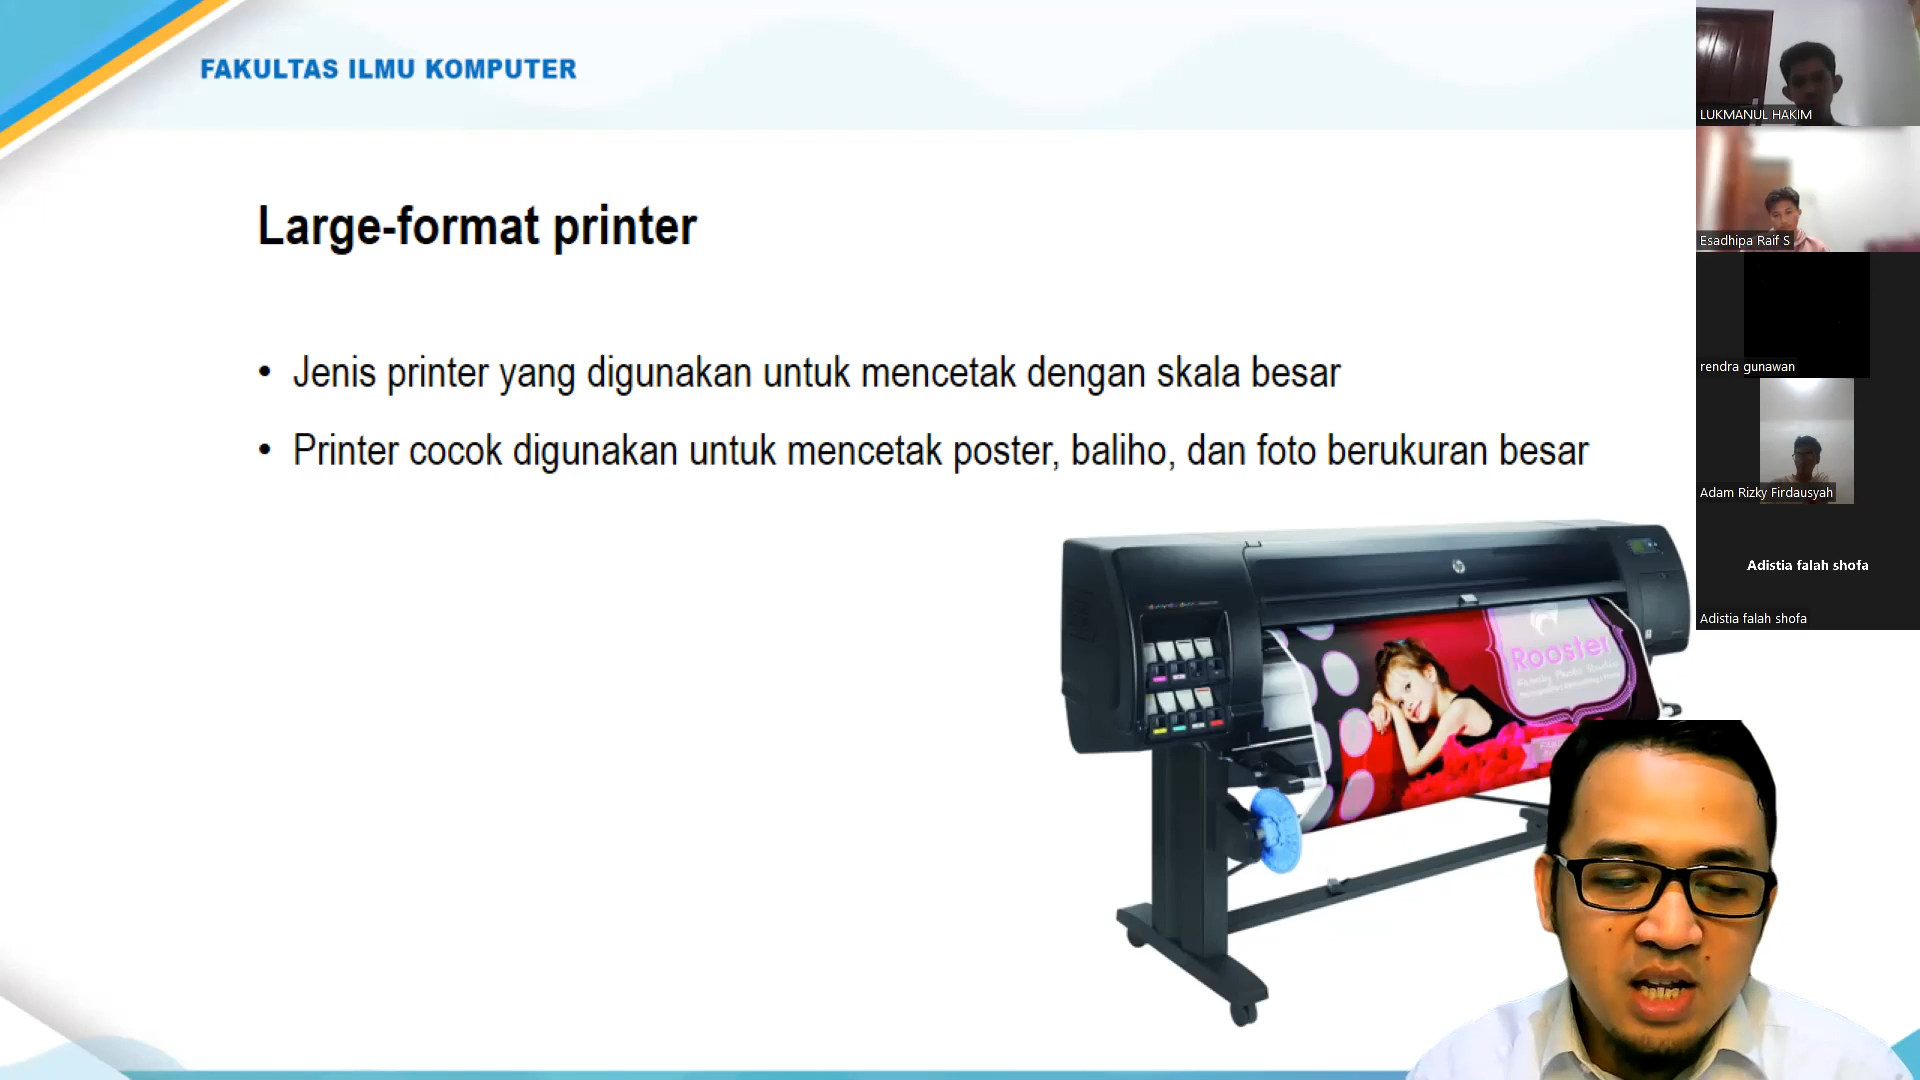 FAKULTAS ILMU KOMPUTER
Large-format printer
• Jenis printer yang digunakan untuk mencetak dengan skala besar
• Printer cocok digunakan untuk mencetak poster, baliho, dan foto berukuran besar
hp
Rooster
LUKMANUL HAKIM
Esadhipa Raif S
rendra gunawan
Adam Rizky Firdausyah
Adistia falah shofa
Adistia falah shofa